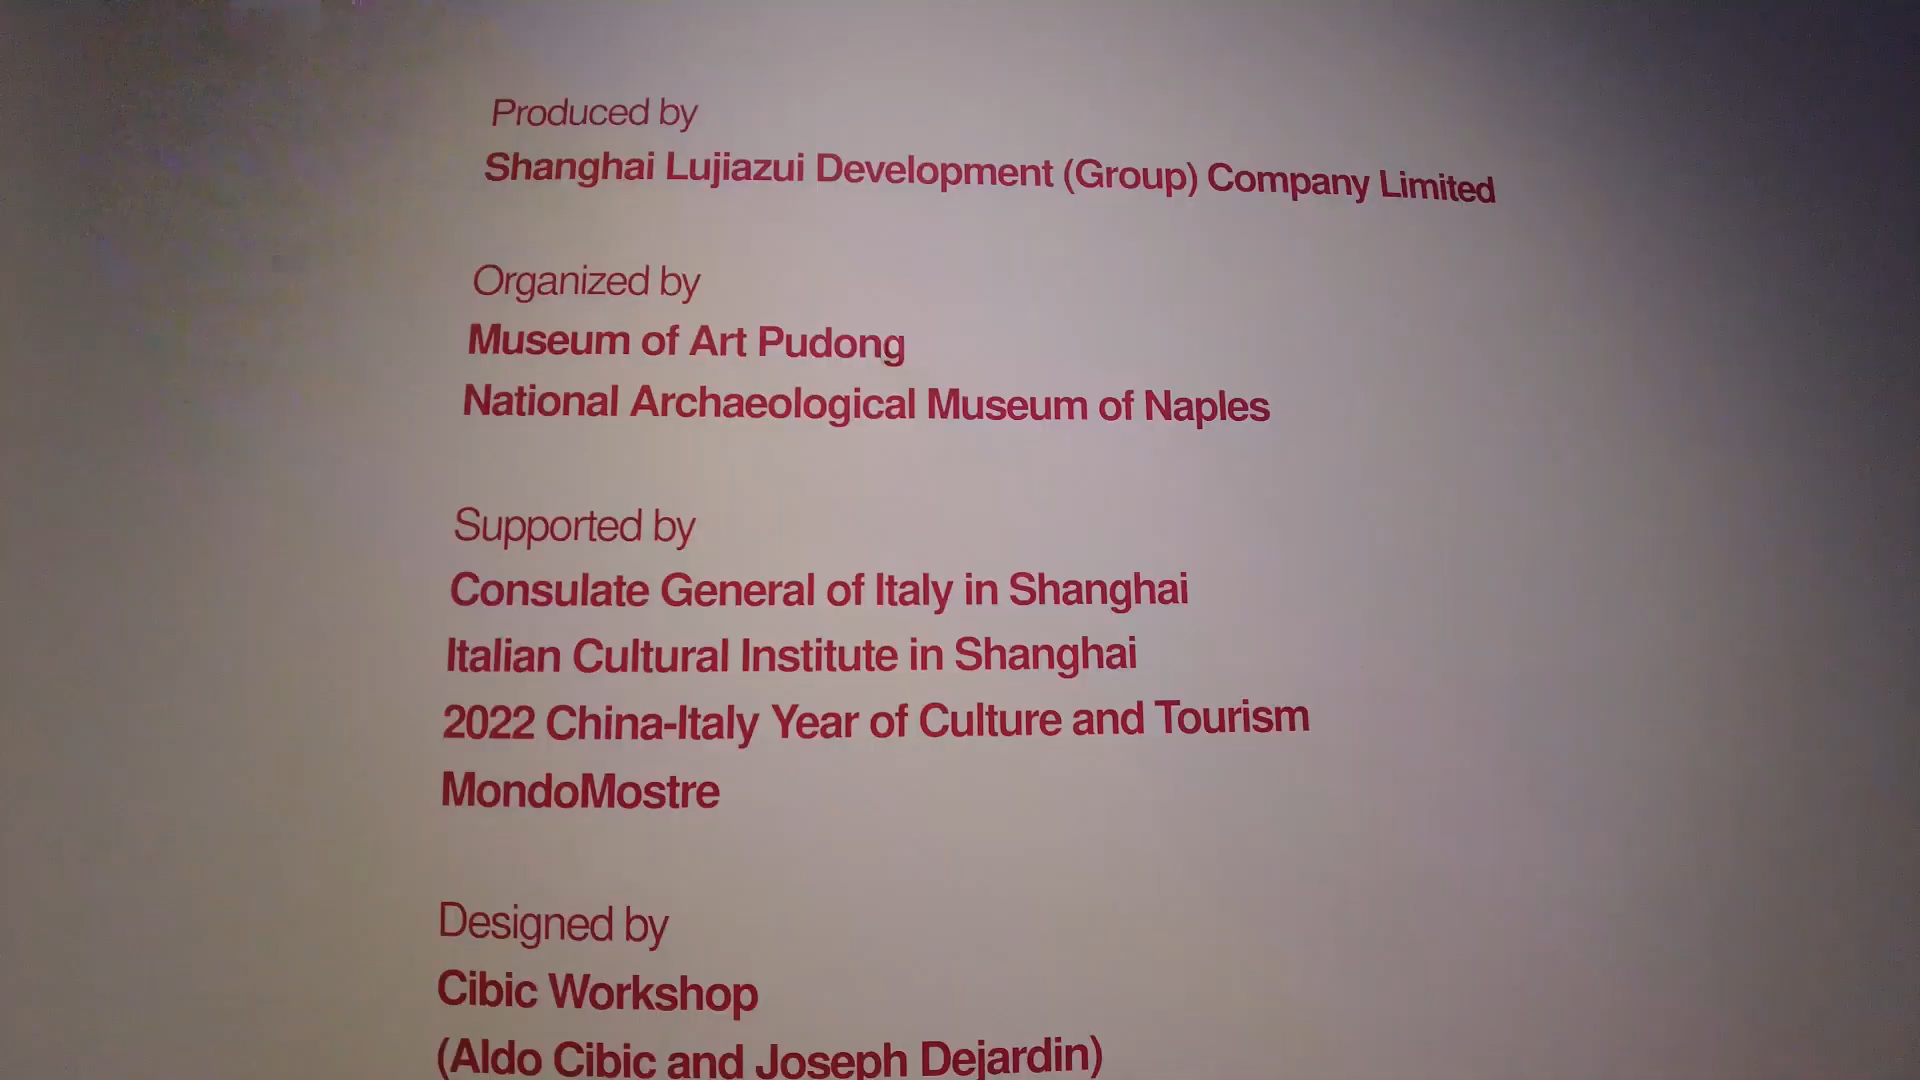 Produced by
Shanghai Lujiazui Development (Group) Company Limited
Organized by
Museum of Art Pudong
National Archaeological Museum of Naples
Supported by
Consulate General of Italy in Shanghai
Italian Cultural Institute in Shanghai
2022 China-Italy Year of Culture and Tourism
MondoMostre
Designed by
Cibic Workshop
(Aldo Cibic and Joseph Dejardin)